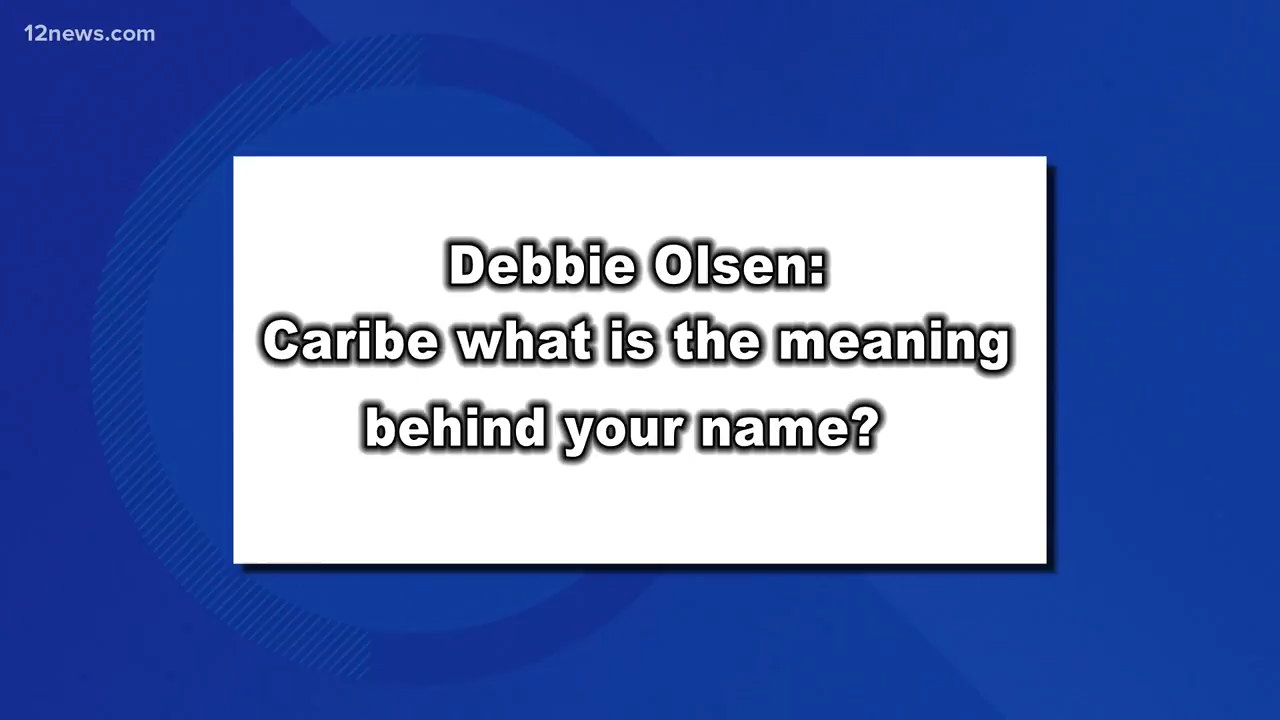 12news.com
Debbie Olsen:
Caribe what is the meaning
behind your name?